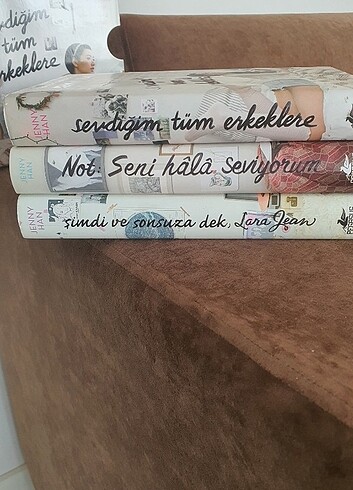 sevdiğim
tüm
erkeklere
JENNY HAN
sevdiğim tüm erkeklere
JENNY HAN
Not: Seni hâlâ seviyorum
JENNY HAN
şimdi ve sonsuza dek, Lara Jean